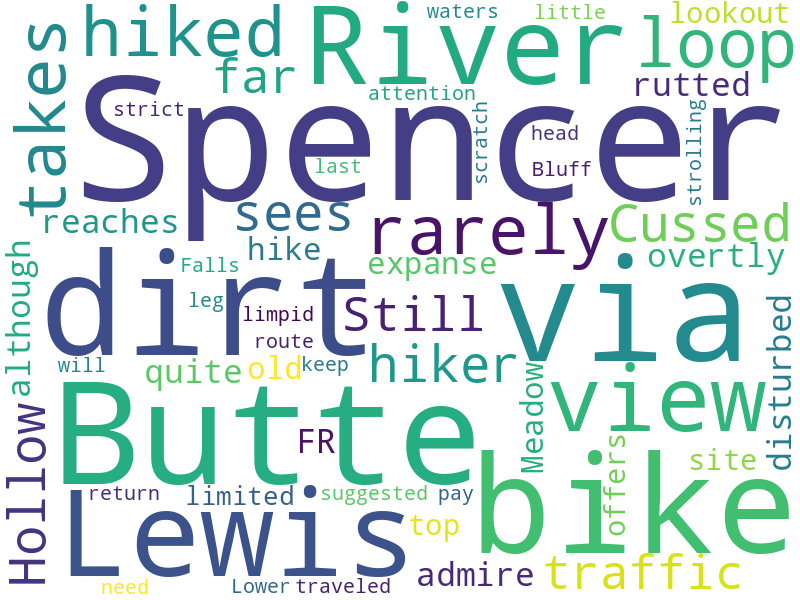 waters little lookout
hiked River loop
takes far rutted
attention
Spencer
strict scratch head strolling
last Bluff
reaches sees rarely Cussed
hike overtly
although Falls expanse
dirt via
leg limpid Still disturbed
route
will quite old keep hiker
Butte Meadow view
Hollow FR offers site
bike
return limited suggested pay
Lewis top
admire traffic
need Lower traveled